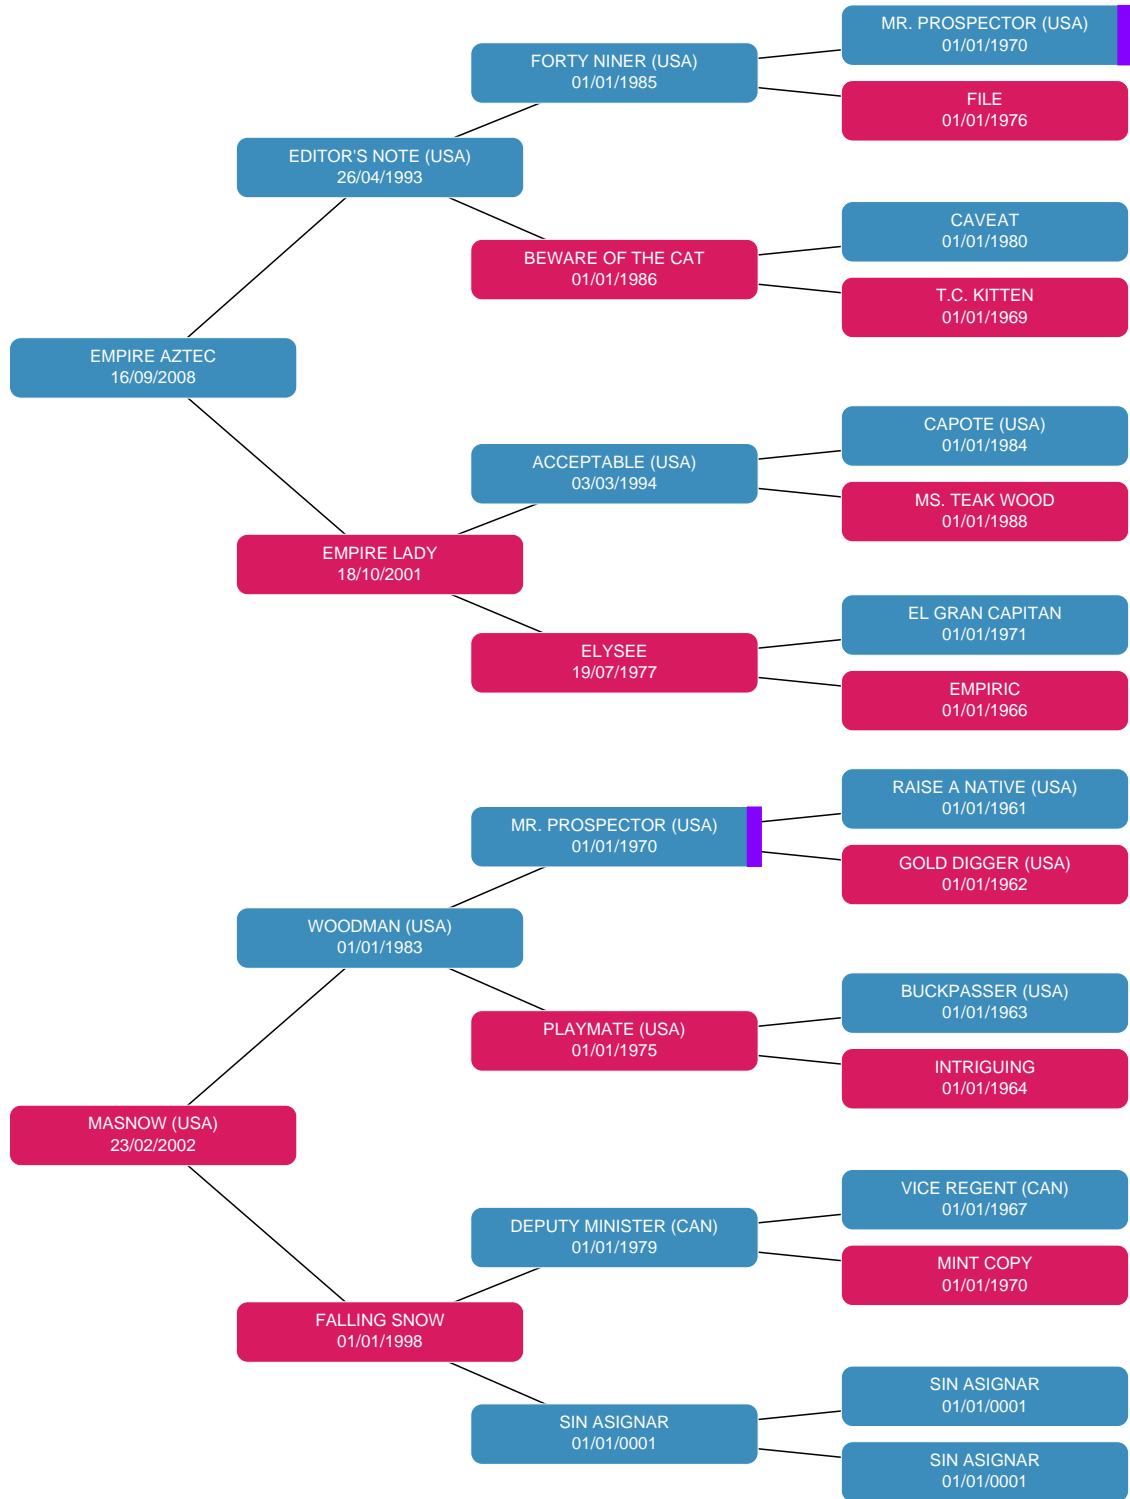 MR. PROSPECTOR (USA)
01/01/1970
FORTY NINER (USA)
01/01/1985
FILE
01/01/1976
EDITOR'S NOTE (USA)
26/04/1993
CAVEAT
01/01/1980
BEWARE OF THE CAT
01/01/1986
T.C. KITTEN
01/01/1969
EMPIRE AZTEC
16/09/2008
CAPOTE (USA)
01/01/1984
ACCEPTABLE (USA)
03/03/1994
MS. TEAK WOOD
01/01/1988
EMPIRE LADY
18/10/2001
EL GRAN CAPITAN
01/01/1971
ELYSEE
19/07/1977
EMPIRIC
01/01/1966
RAISE A NATIVE (USA)
01/01/1961
MR. PROSPECTOR (USA)
01/01/1970
GOLD DIGGER (USA)
01/01/1962
WOODMAN (USA)
01/01/1983
BUCKPASSER (USA)
01/01/1963
PLAYMATE (USA)
01/01/1975
INTRIGUING
01/01/1964
MASNOW (USA)
23/02/2002
VICE REGENT (CAN)
01/01/1967
DEPUTY MINISTER (CAN)
01/01/1979
MINT COPY
01/01/1970
FALLING SNOW
01/01/1998
SIN ASIGNAR
01/01/0001
SIN ASIGNAR
01/01/0001
SIN ASIGNAR
01/01/0001